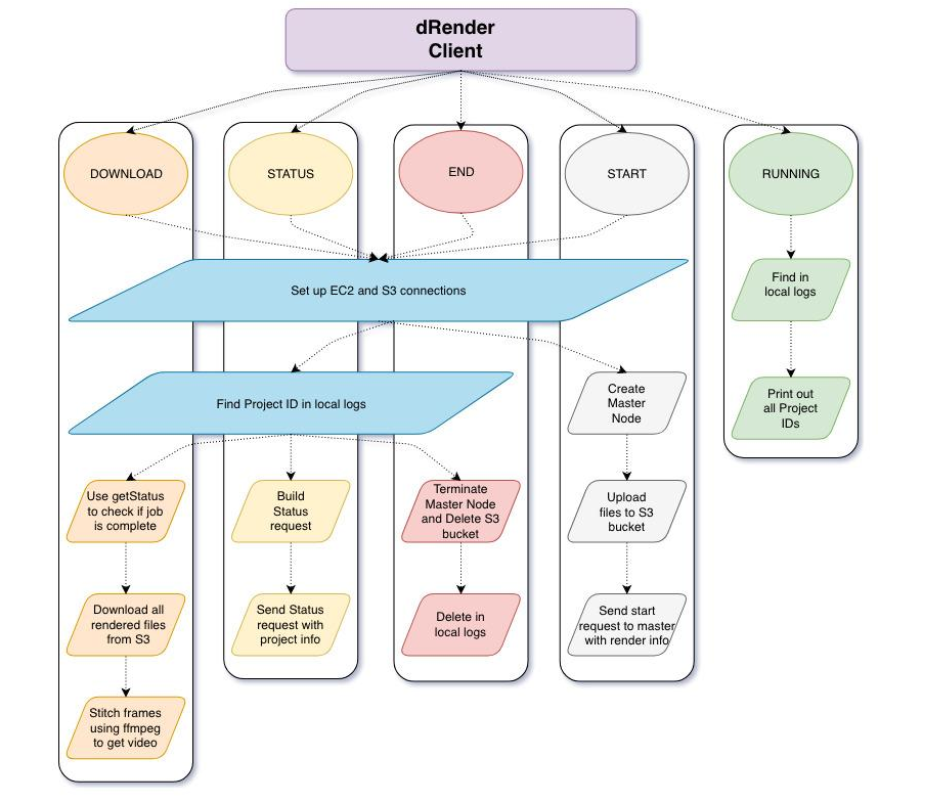 dRender
Client
DOWNLOAD
STATUS
END
START
RUNNING
Set up EC2 and S3 connections
Find in
local logs
Find Project ID in local logs
Create
Master
Node
Print out
all Project
IDs
Use getStatus
to check if job
is complete
Build
Status
request
Terminate
Master Node
and Delete S3
bucket
Upload
files to S3
bucket
Download all
rendered files
from S3
Send Status
request with
project info
Delete in
local logs
Send start
request to master
with render info
Stitch frames
using ffmpeg
to get video